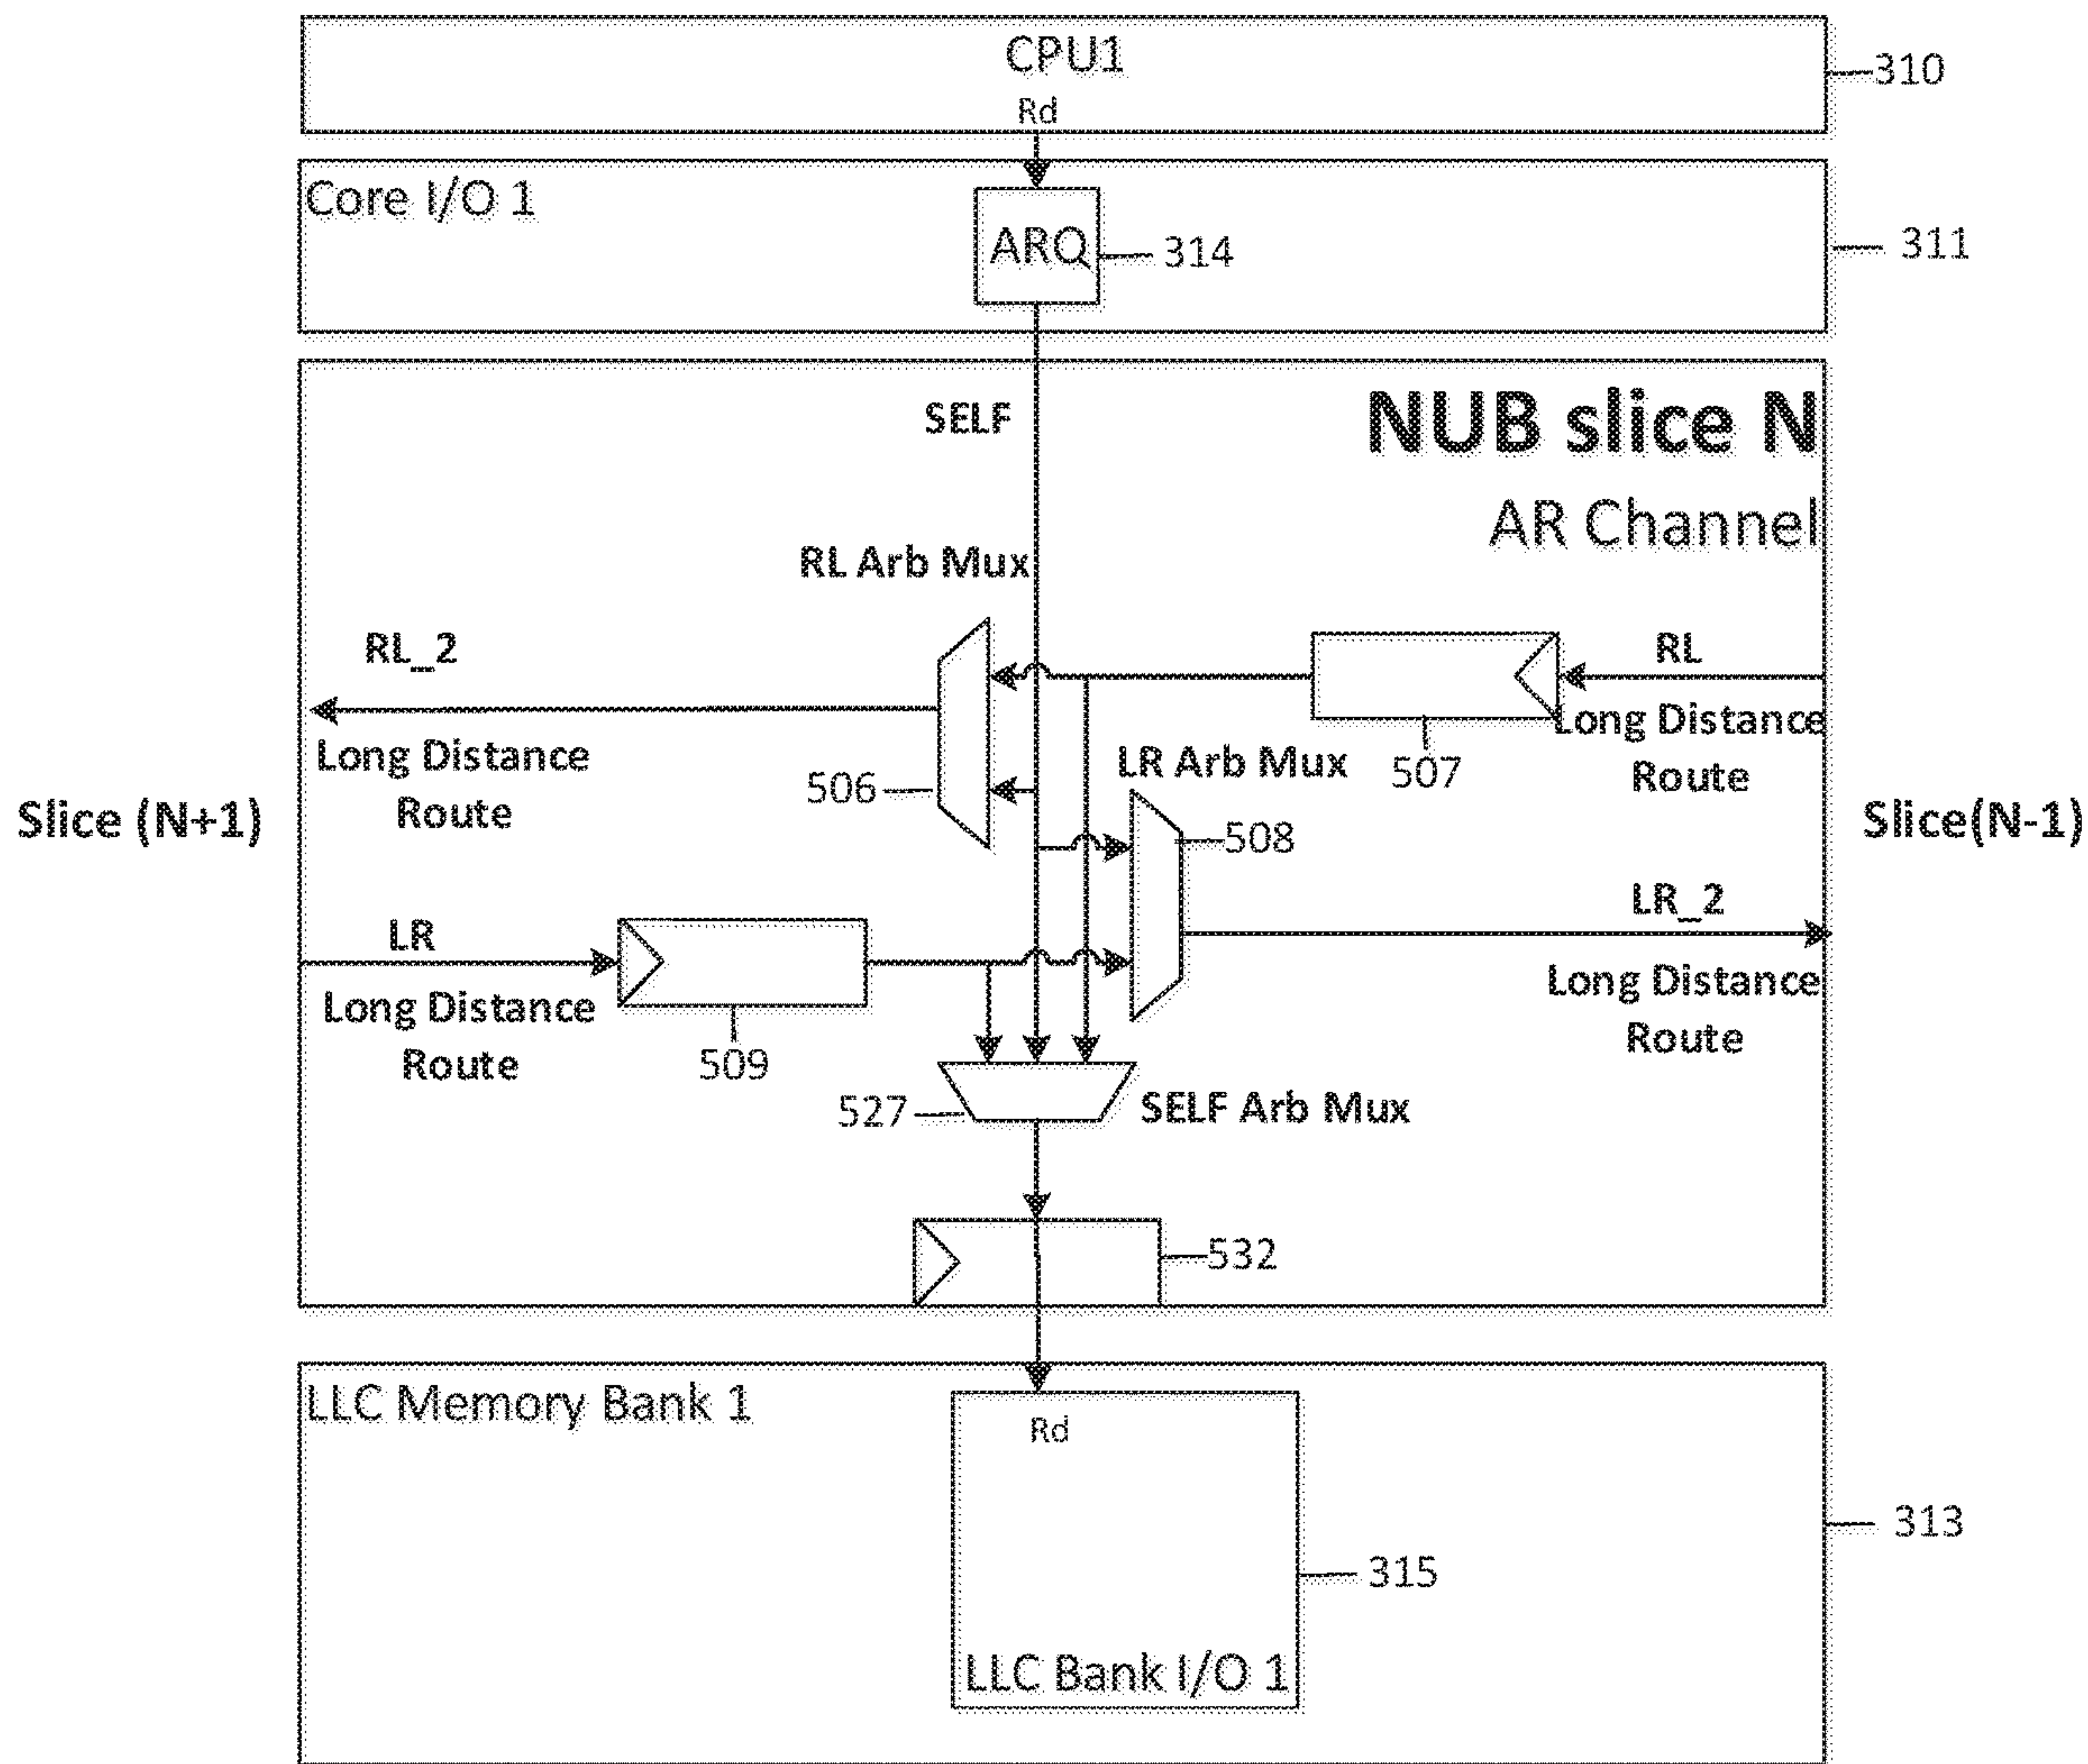 CPU1
310
Rd
Core I/O 1
ARQ
314
311
SELF
NUB slice N
AR Channel
RL Arb Mux
RL_2
RL
Long Distance
Route
Long Distance
Route
507
LR Arb Mux
506
508
Slice (N+1)
Slice(N-1)
LR
LR_2
Long Distance
Route
Long Distance
Route
509
527
SELF Arb Mux
532
LLC Memory Bank 1
Rd
313
315
LLC Bank I/O 1